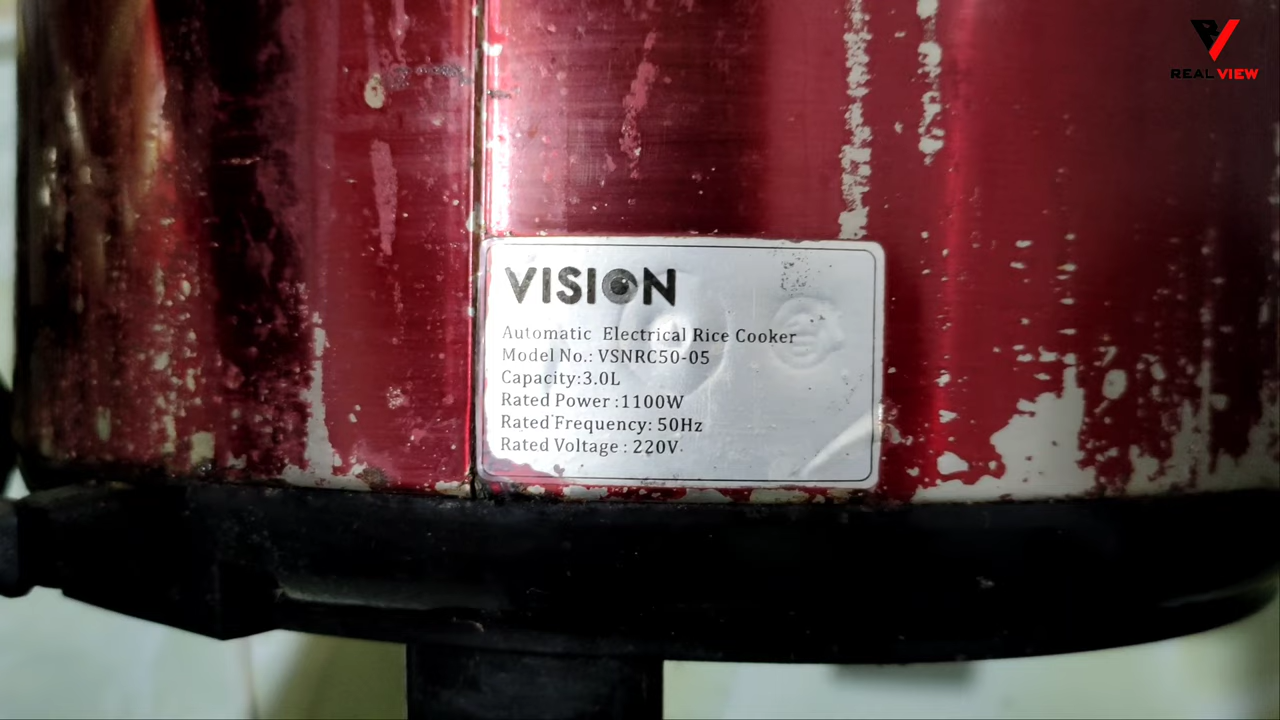 REAL VIEW
VISION
Automatic Electrical Rice Cooker
Model No.: VSNRC50-05
Capacity:3.0L
Rated Power :1100W
Rated Frequency: 50Hz
Rated Voltage : 220V